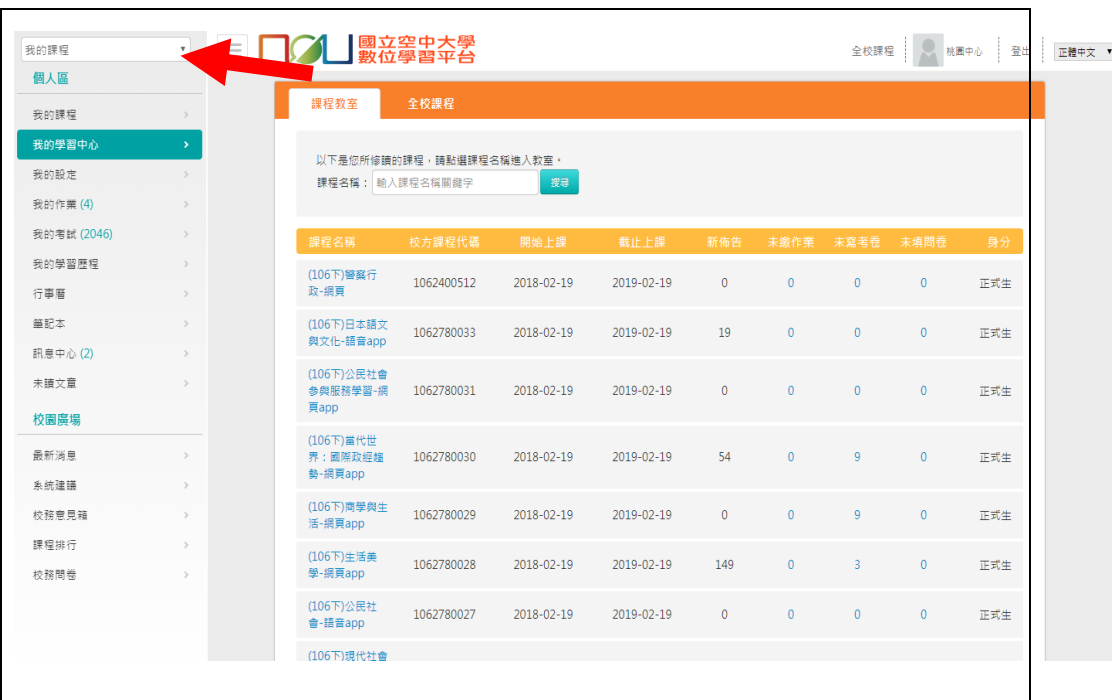 我的課程
國立空中大學
數位學習平台
全校課程
桃園中心
登出
正體中文
個人區
我的課程
我的學習中心
我的設定
我的作業 (4)
我的考試 (2046)
我的學習歷程
行事曆
筆記本
訊息中心 (2)
未讀文章
校園廣場
最新消息
系統建議
校務意見箱
課程排行
校務問卷
課程教室 全校課程
以下是您所修讀的課程，請點選課程名稱進入教室。
課程名稱： 輸入課程名稱關鍵字 搜尋
課程名稱 校方課程代碼 開始上課 截止上課 新佈告 未繳作業 未寫考卷 未填問卷 身分
(106下)警察行
政-網頁 1062400512 2018-02-19 2019-02-19 0 0 0 0 正式生
(106下)日本語文
與文化-語音app 1062780033 2018-02-19 2019-02-19 19 0 0 0 正式生
(106下)公民社會
參與服務學習-網 1062780031 2018-02-19 2019-02-19 0 0 0 0 正式生
頁app
(106下)當代世
界：國際政經趨 1062780030 2018-02-19 2019-02-19 54 0 9 0 正式生
勢-網頁app
(106下)商學與生
活-網頁app 1062780029 2018-02-19 2019-02-19 0 0 9 0 正式生
(106下)生活美
學-網頁app 1062780028 2018-02-19 2019-02-19 149 0 3 0 正式生
(106下)公民社
會-語音app 1062780027 2018-02-19 2019-02-19 0 0 0 0 正式生
(106下)現代社會